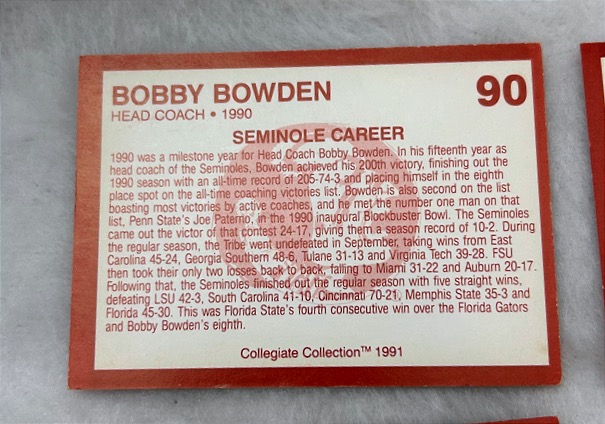 BOBBY BOWDEN
90
HEAD COACH • 1990
SEMINOLE CAREER
1990 was a milestone year for Head Coach Bobby Bowden. In his fifteenth year as
head coach of the Seminoles, Bowden achieved his 200th victory, finishing out the
1990 season with an all-time record of 205-74-3 and placing himself in the eighth
place spot on the all-time coaching victories list. Bowden is also second on the list
boasting most victories by active coaches, and he met the number one man on that
list, Penn State's Joe Paterno, in the 1990 inaugural Blockbuster Bowl. The Seminoles
came out the victor of that contest 24-17, giving them a season record of 10-2. During
the regular season, the Tribe went undefeated in September, taking wins from East
Carolina 45-24, Georgia Southern 48-6, Tulane 31-13 and Virginia Tech 39-28. FSU
then took their only two losses back to back, falling to Miami 31-22 and Auburn 20-17.
Following that, the Seminoles finished out the regular season with five straight wins,
defeating LSU 42-3, South Carolina 41-10, Cincinnati 70-21, Memphis State 35-3 and
Florida 45-30. This was Florida State's fourth consecutive win over the Florida Gators
and Bobby Bowden's eighth.
Collegiate Collection™ 1991